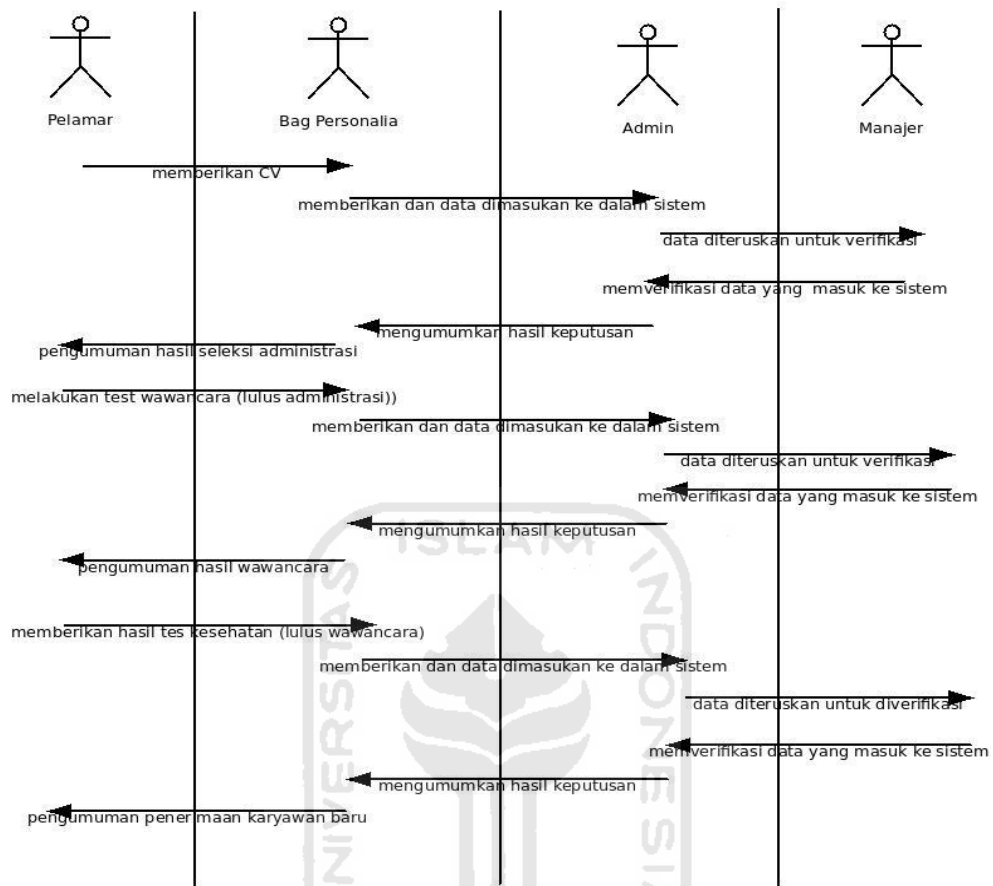 Pelamar
Bag Personalia
Admin
Manajer
memberikan CV
memberikan dan data dimasukan ke dalam sistem
data diteruskan untuk verifikasi
memverifikasi data yang masuk ke sistem
mengumumkan hasil keputusan
pengumuman hasil seleksi administrasi
melakukan test wawancara (lulus administrasi))
memberikan dan data dimasukan ke dalam sistem
data diteruskan untuk verifikasi
memverifikasi data yang masuk ke sistem
mengumumkan hasil keputusan
pengumuman hasil wawancara
memberikan hasil tes kesehatan (lulus wawancara)
memberikan dan data dimasukan ke dalam sistem
data diteruskan untuk diverifikasi
memverifikasi data yang masuk ke sistem
mengumumkan hasil keputusan
pengumuman penerimaan karyawan baru
UNIVERSITAS
ISLAM
INDONESIA